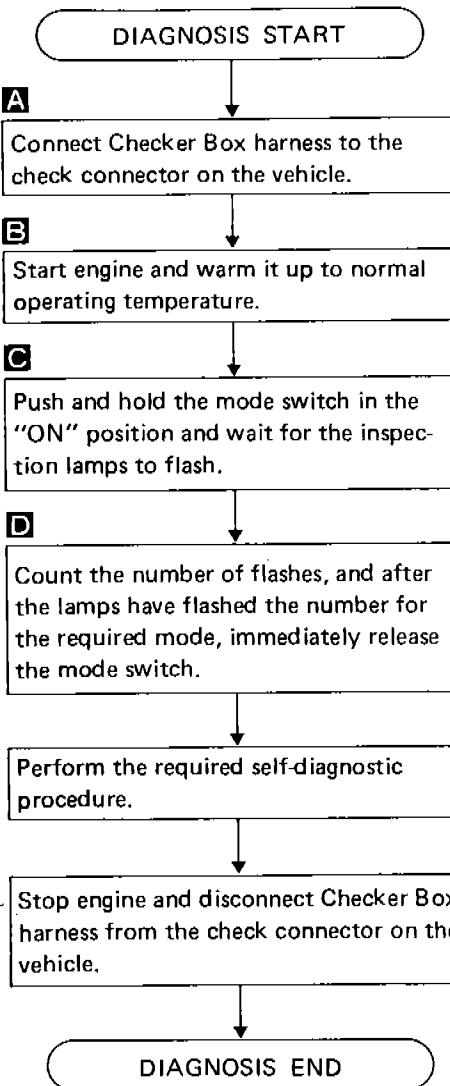 DIAGNOSIS START
A
Connect Checker Box harness to the
check connector on the vehicle.
B
Start engine and warm it up to normal
operating temperature.
C
Push and hold the mode switch in the
"ON" position and wait for the inspec-
tion lamps to flash.
D
Count the number of flashes, and after
the lamps have flashed the number for
the required mode, immediately release
the mode switch.
Perform the required self-diagnostic
procedure.
Stop engine and disconnect Checker Box
harness from the check connector on the
vehicle.
DIAGNOSIS END